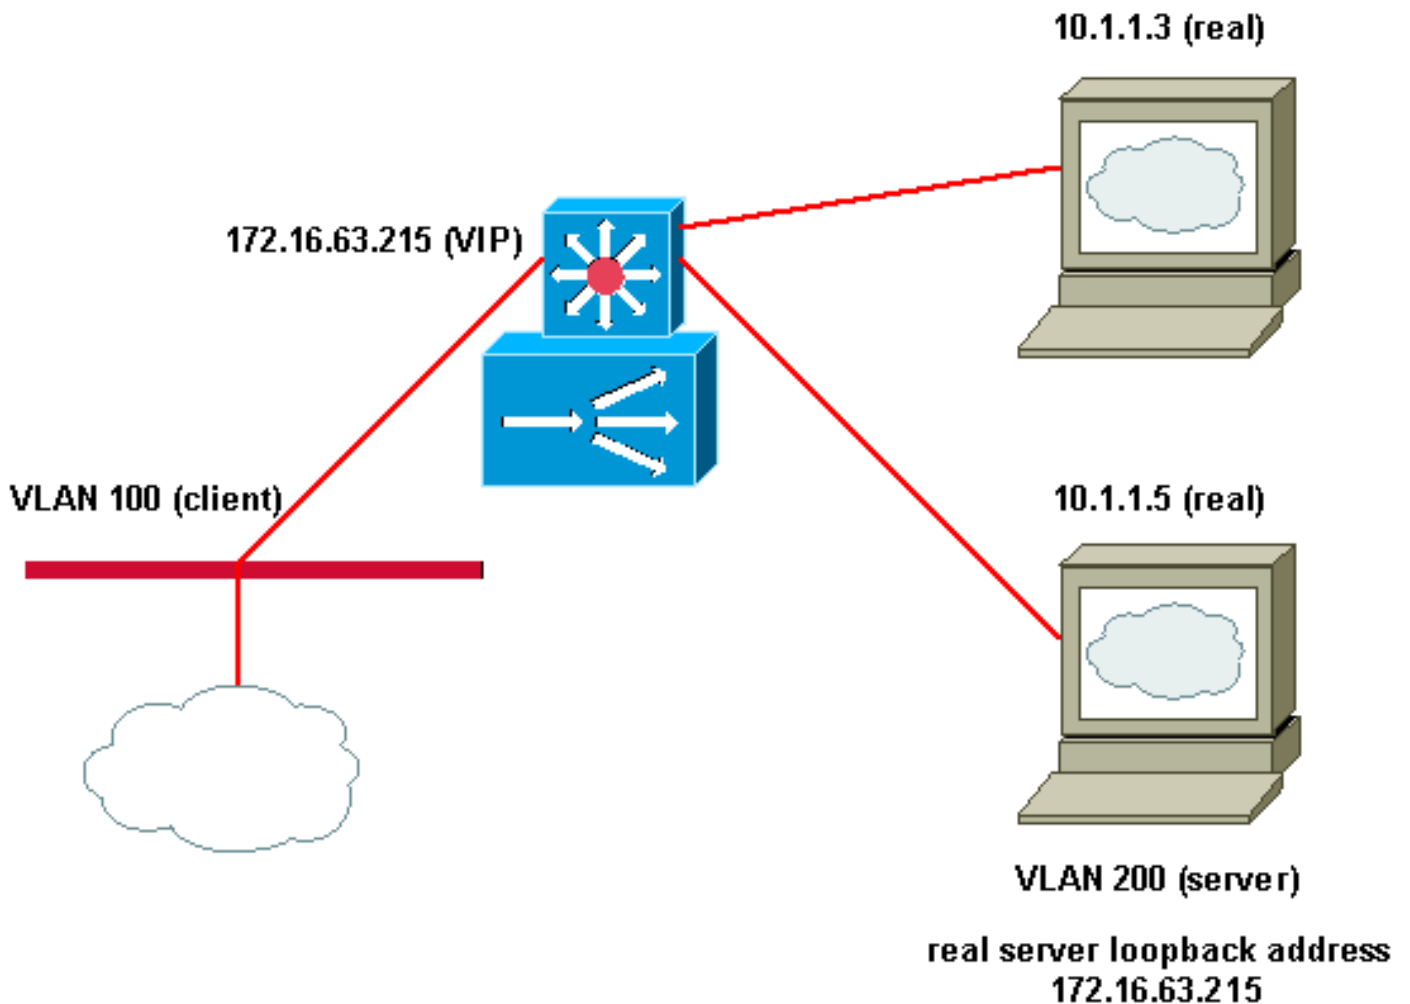 10.1.1.3 (real)
172.16.63.215 (VIP)
VLAN 100 (client)
10.1.1.5 (real)
VLAN 200 (server)
real server loopback address
172.16.63.215